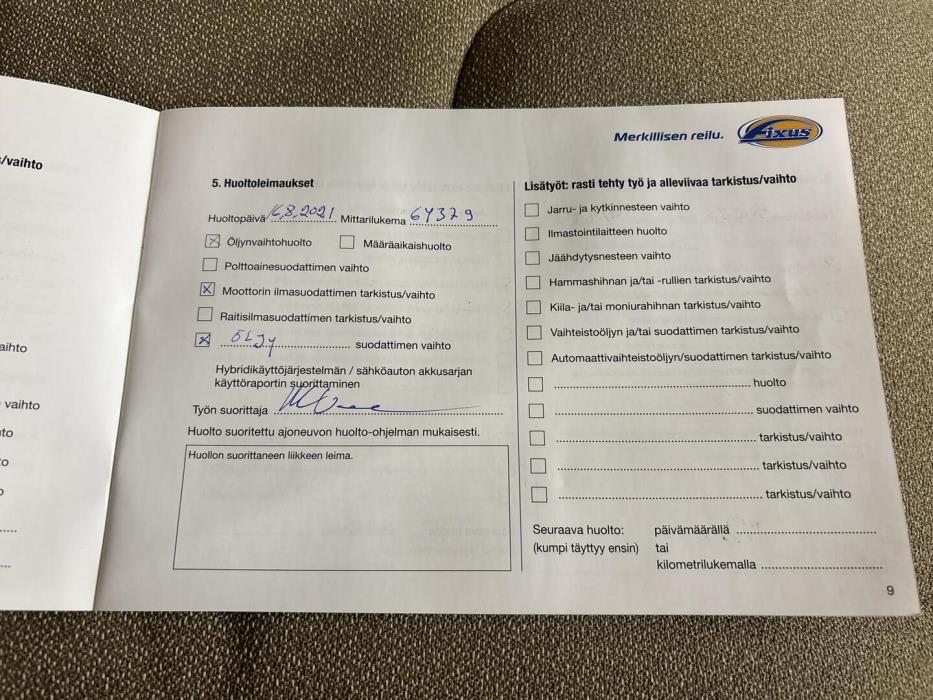 s/vaihto
aihto
vaihto
to
o
Merkillisen reilu. Fixus
5. Huoltoleimaukset
Huoltopäivä 16.8.2021 Mittarilukema 64379
Öljynvaihtohuolto Määräaikaishuolto
Polttoainesuodattimen vaihto
Moottorin ilmasuodattimen tarkistus/vaihto
Raitisilmasuodattimen tarkistus/vaihto
ÖLJY suodattimen vaihto
Hybridikäyttöjärjestelmän / sähköauton akkusarjan
käyttöraportin suorittaminen
Työn suorittaja
Huolto suoritettu ajoneuvon huolto-ohjelman mukaisesti.
Huollon suorittaneen liikkeen leima.
Lisätyöt: rasti tehty työ ja alleviivaa tarkistus/vaihto
Jarru- ja kytkinnesteen vaihto
Ilmastointilaitteen huolto
Jäähdytysnesteen vaihto
Hammashihnan ja/tai -rullien tarkistus/vaihto
Kiila- ja/tai moniurahihnan tarkistus/vaihto
Vaihteistoöljyn ja/tai suodattimen tarkistus/vaihto
Automaattivaihteistoöljyn/suodattimen tarkistus/vaihto
huolto
suodattimen vaihto
tarkistus/vaihto
tarkistus/vaihto
tarkistus/vaihto
Seuraava huolto: päivämäärällä
(kumpi täyttyy ensin) tai
kilometrilukemalla
9